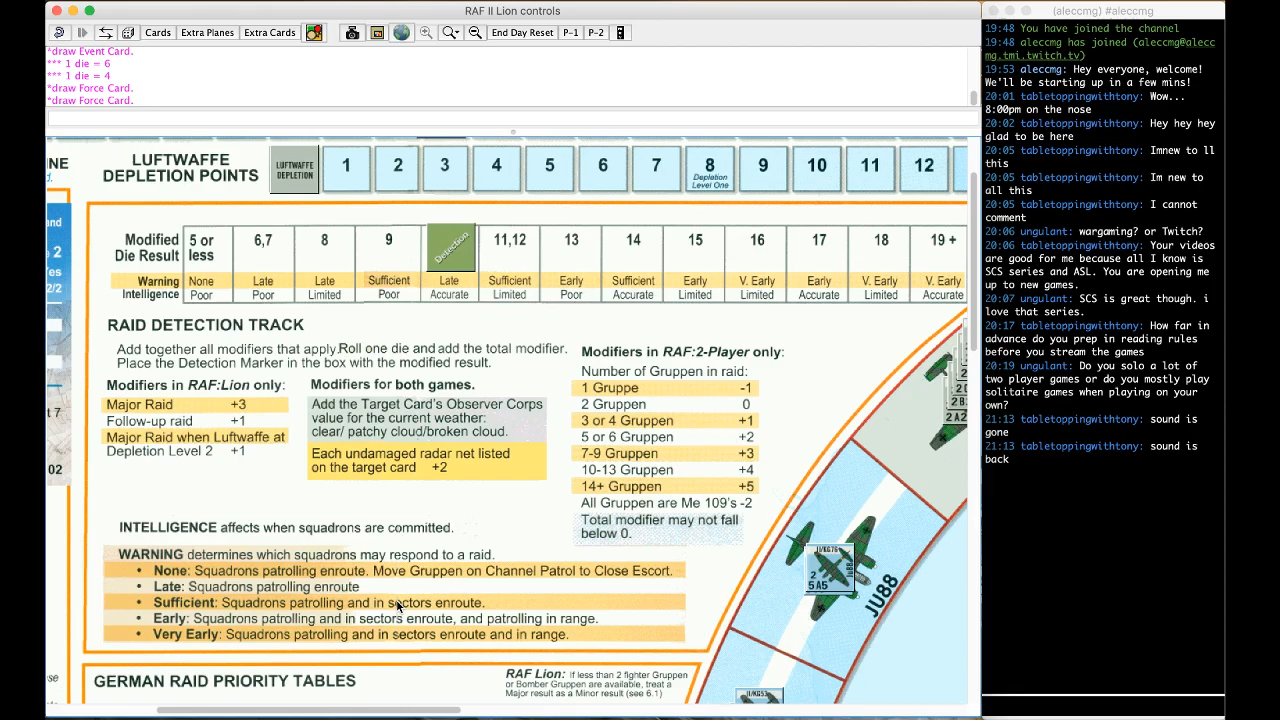 RAF II Lion controls
(aleccmg) #aleccmg
Cards Extra Planes Extra Cards End Day Reset P-1 P-2
*draw Event Card.
*** 1 die = 6
*** 1 die = 4
*draw Force Card.
*draw Force Card.
19:48 You have joined the channel
19:48 aleccmg has joined (aleccmg@alecc
mg.tmi.twitch.tv)
19:53 aleccmg: Hey everyone, welcome!
We'll be starting up in a few mins!
20:01 tabletoppingwithtony: Wow...
8:00pm on the nose
20:02 tabletoppingwithtony: Hey hey hey
glad to be here
20:05 tabletoppingwithtony: Imnew to ll
this
20:05 tabletoppingwithtony: Im new to
all this
20:05 tabletoppingwithtony: I cannot
comment
20:06 ungulant: wargaming? or Twitch?
20:06 tabletoppingwithtony: Your videos
are good for me because all I know is
SCS series and ASL. You are opening me
up to new games.
20:07 ungulant: SCS is great though. i
love that series.
20:17 tabletoppingwithtony: How far in
advance do you prep in reading rules
before you stream the games
20:19 ungulant: Do you solo a lot of
two player games or do you mostly play
solitaire games when playing on your
own?
21:13 tabletoppingwithtony: sound is
gone
21:13 tabletoppingwithtony: sound is
back
LUFTWAFFE
DEPLETION POINTS
LUFTWAFFE
DEPLETION
1 2 3 4 5 6 7 8 9 10 11 12
Depletion
Level One
Modified
Die Result
5 or
less
6,7 8 9 Detection 11,12 13 14 15 16 17 18 19 +
Warning None Late Late Sufficient Late Sufficient Early Sufficient Early V. Early Early V. Early V. Early
Intelligence Poor Poor Limited Poor Accurate Limited Poor Accurate Limited Limited Accurate Limited Accurate
RAID DETECTION TRACK
Add together all modifiers that apply. Roll one die and add the total modifier.
Place the Detection Marker in the box with the modified result.
Modifiers in RAF:Lion only:
Major Raid +3
Follow-up raid +1
Major Raid when Luftwaffe at
Depletion Level 2 +1
Modifiers for both games.
Add the Target Card's Observer Corps
value for the current weather:
clear/ patchy cloud/broken cloud.
Each undamaged radar net listed
on the target card +2
Modifiers in RAF:2-Player only:
Number of Gruppen in raid:
1 Gruppe -1
2 Gruppen 0
3 or 4 Gruppen +1
5 or 6 Gruppen +2
7-9 Gruppen +3
10-13 Gruppen +4
14+ Gruppen +5
All Gruppen are Me 109's -2
Total modifier may not fall
below 0.
INTELLIGENCE affects when squadrons are committed.
WARNING determines which squadrons may respond to a raid.
• None: Squadrons patrolling enroute. Move Gruppen on Channel Patrol to Close Escort.
• Late: Squadrons patrolling enroute
• Sufficient: Squadrons patrolling and in sectors enroute.
• Early: Squadrons patrolling and in sectors enroute, and patrolling in range.
• Very Early: Squadrons patrolling and in sectors enroute and in range.
GERMAN RAID PRIORITY TABLES
RAF Lion: If less than 2 fighter Gruppen
or Bomber Gruppen are available, treat a
Major result as a Minor result (see 6.1)
II/KG76
2
5 A5
JU88
II/KG53
NE
d.
nd
2
es
2/2
t 7
02
se
2 A2